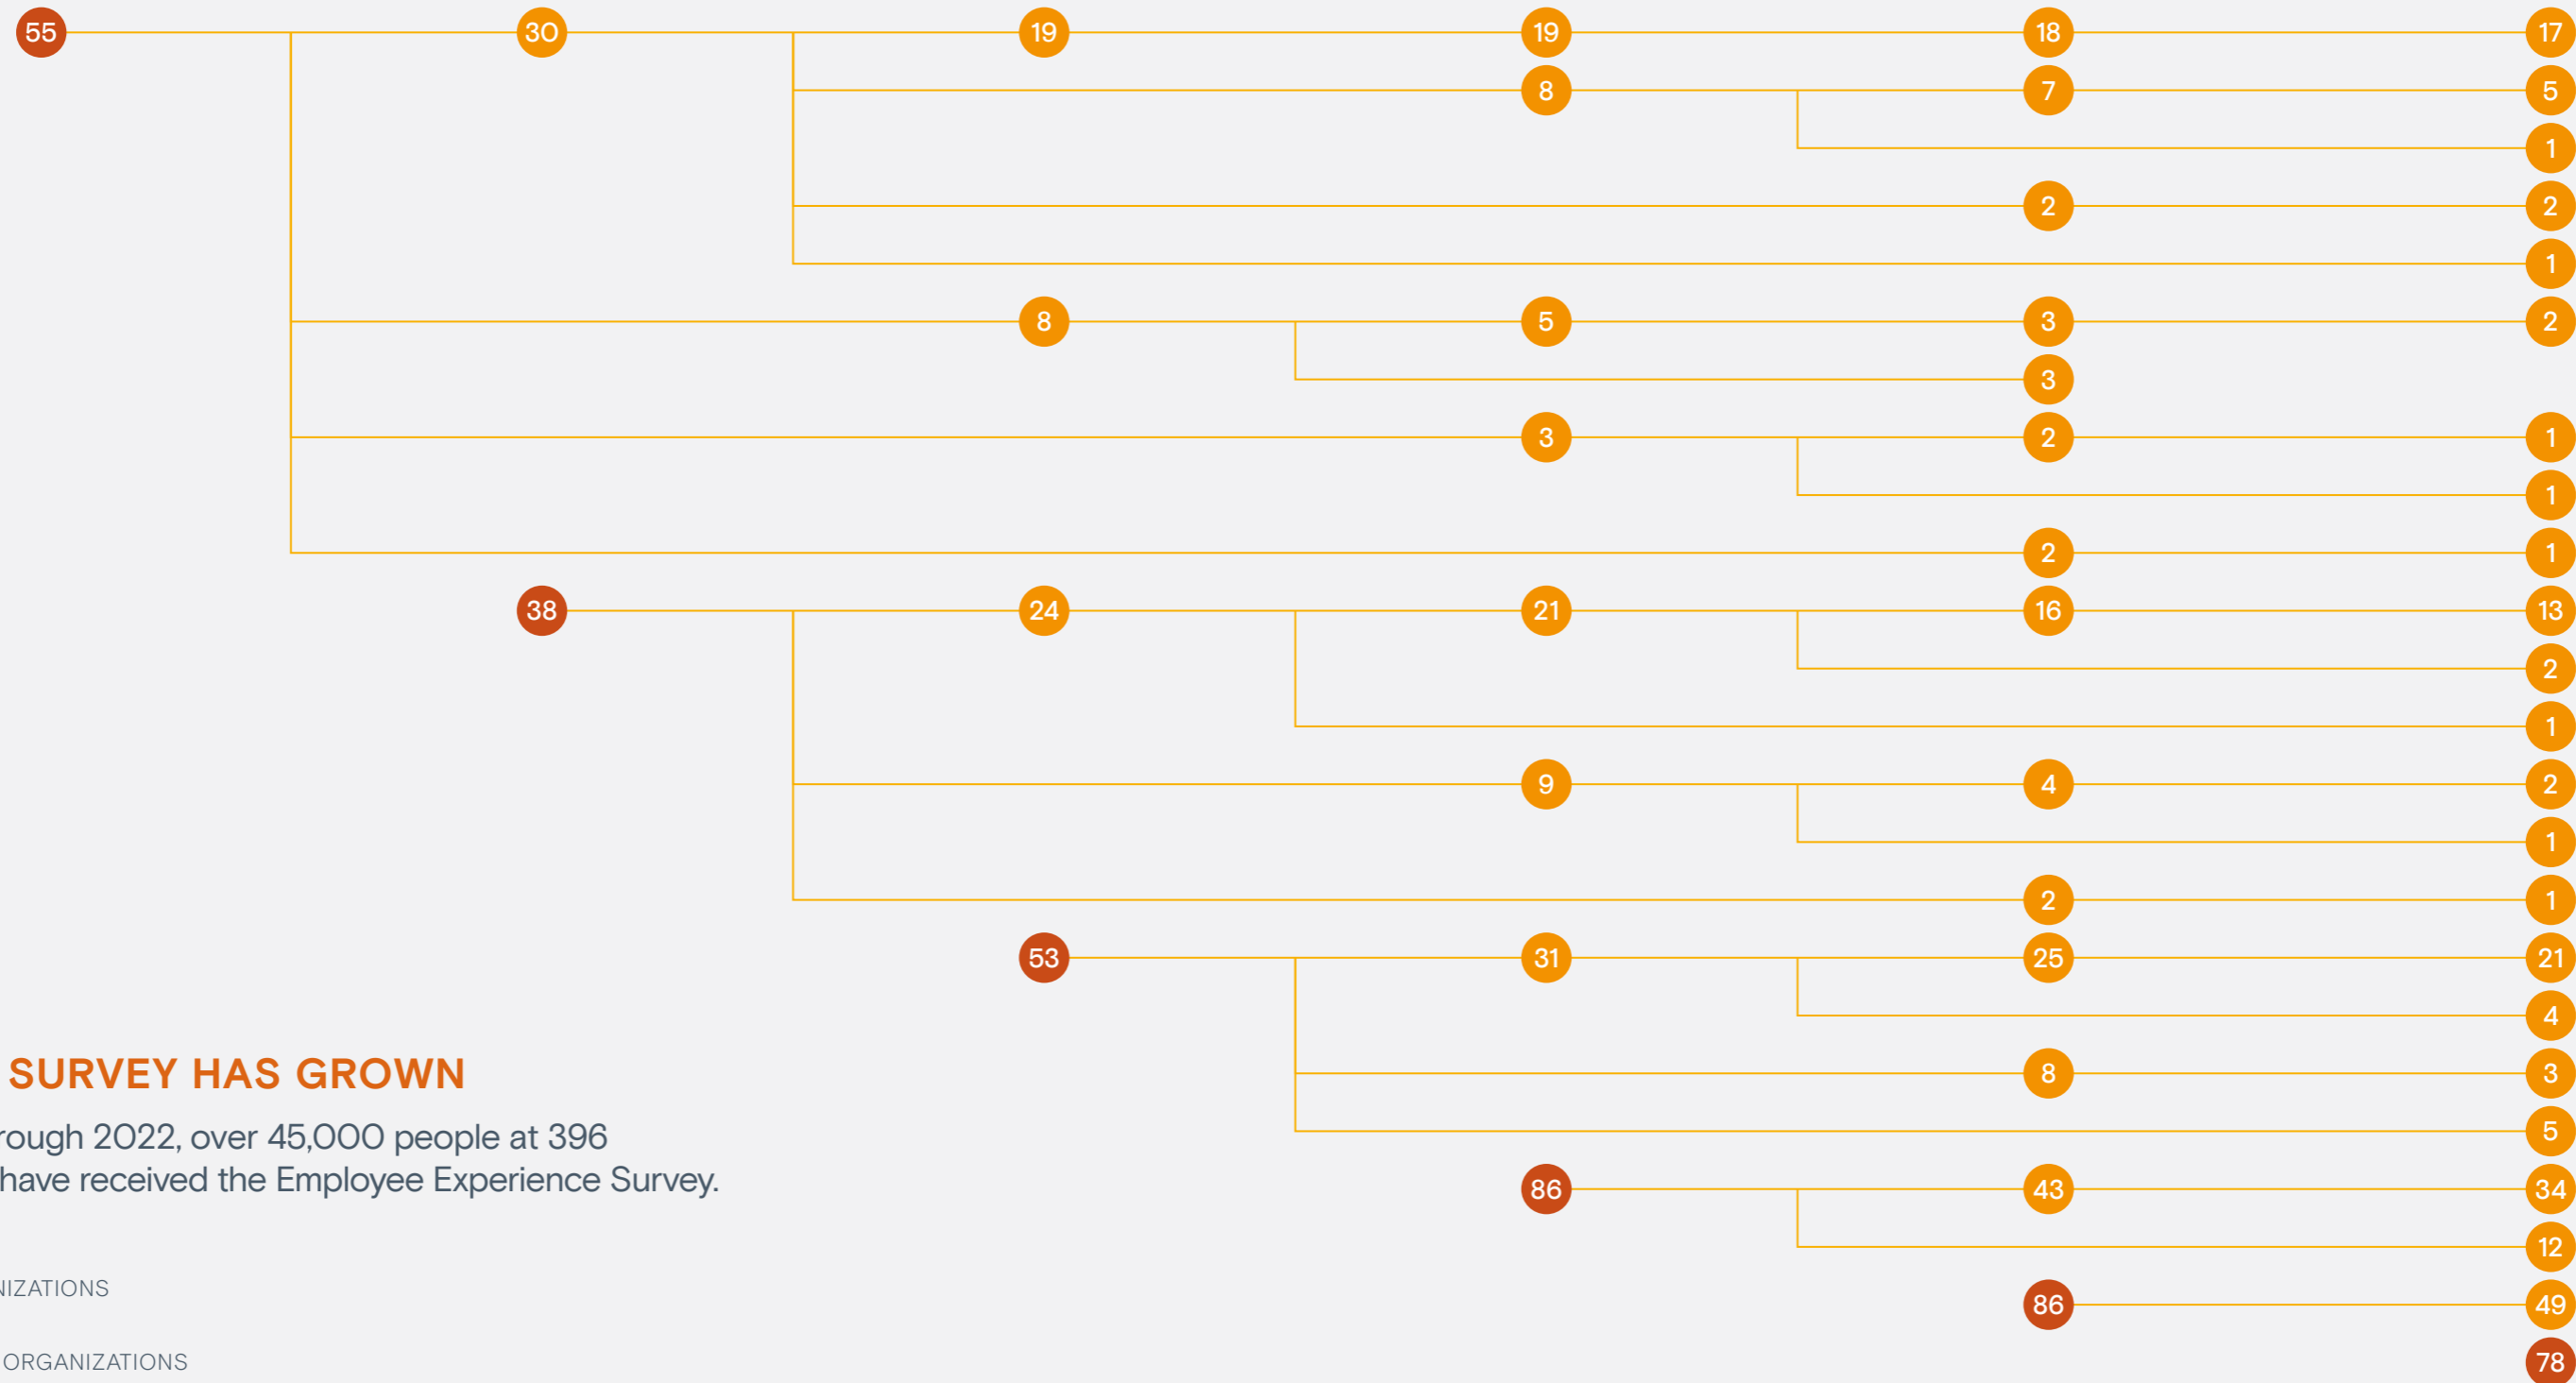 55 30 19 19 18 17
8 7 5
1
2 2
1
8 5 3 2
3
3 2 1
1
2 1
38 24 21 16 13
2
1
9 4 2
1
2 1
53 31 25 21
4
SURVEY HAS GROWN
8 3
rough 2022, over 45,000 people at 396
5
have received the Employee Experience Survey.
86 43 34
12
NIZATIONS
86 49
ORGANIZATIONS
78